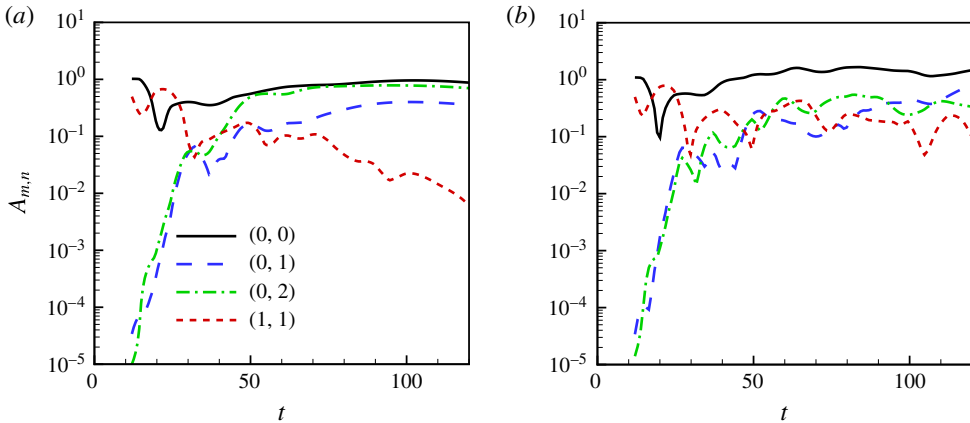 (a)
10^1
10^0
10^{-1}
10^{-2}
10^{-3}
10^{-4}
10^{-5}
A_{m,n}
(0, 0)
(0, 1)
(0, 2)
(1, 1)
0 50 100
t
(b)
10^1
10^0
10^{-1}
10^{-2}
10^{-3}
10^{-4}
10^{-5}
0 50 100
t